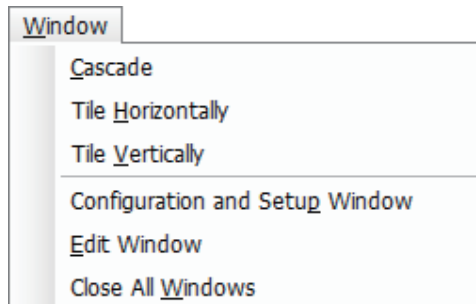 Window
Cascade
Tile Horizontally
Tile Vertically
Configuration and Setup Window
Edit Window
Close All Windows